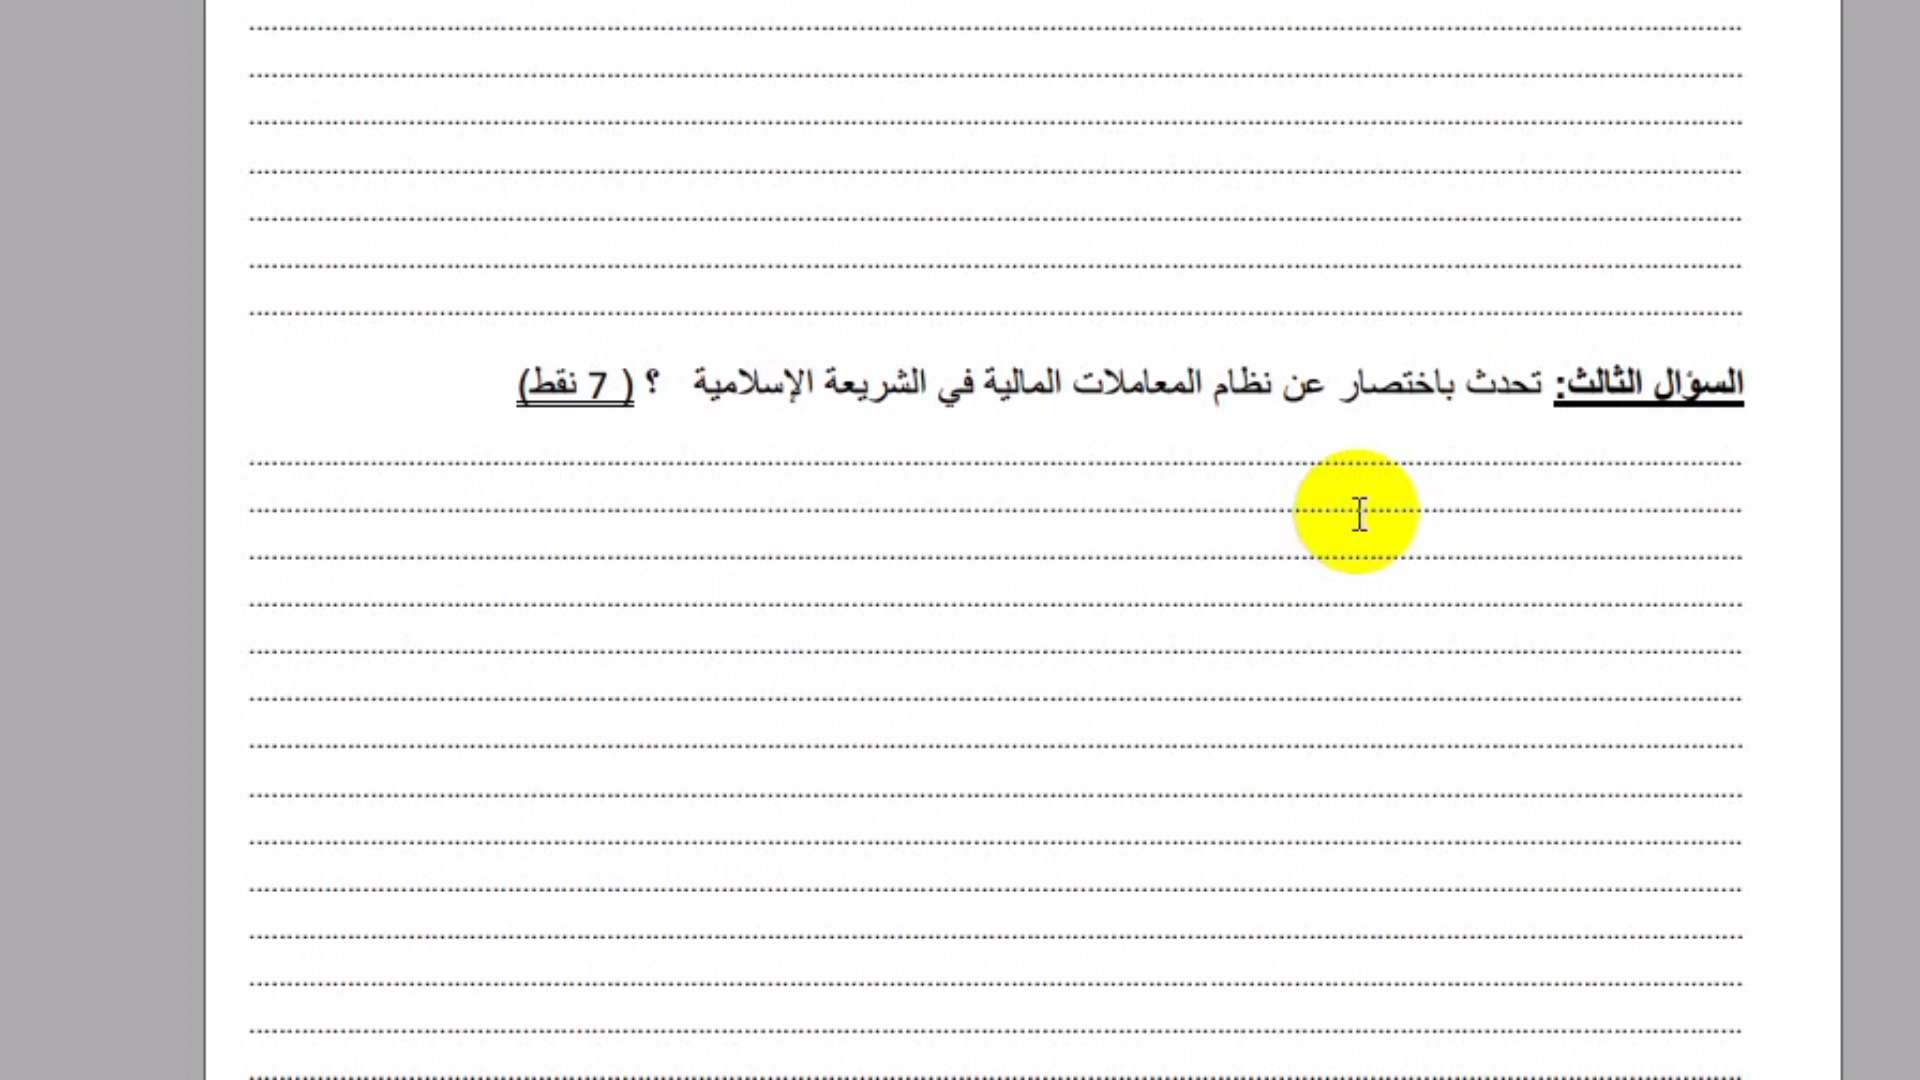 السؤال الثالث: تحدث باختصار عن نظام المعاملات المالية في الشريعة الإسلامية ؟ ( 7 نقط)